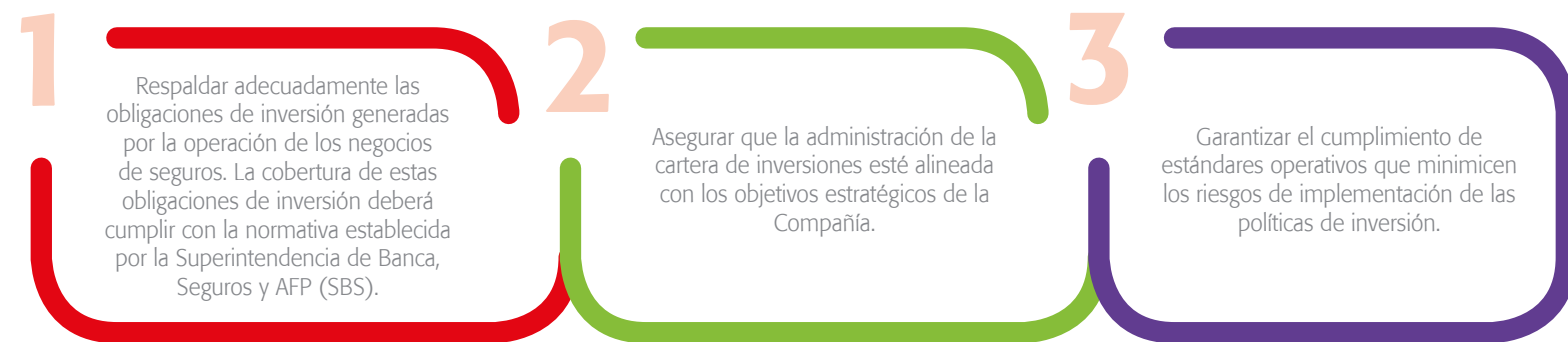 1
Respaldar adecuadamente las
obligaciones de inversión generadas
por la operación de los negocios
de seguros. La cobertura de estas
obligaciones de inversión deberá
cumplir con la normativa establecida
por la Superintendencia de Banca,
Seguros y AFP (SBS).
2
Asegurar que la administración de la
cartera de inversiones esté alineada
con los objetivos estratégicos de la
Compañía.
3
Garantizar el cumplimiento de
estándares operativos que minimicen
los riesgos de implementación de las
políticas de inversión.